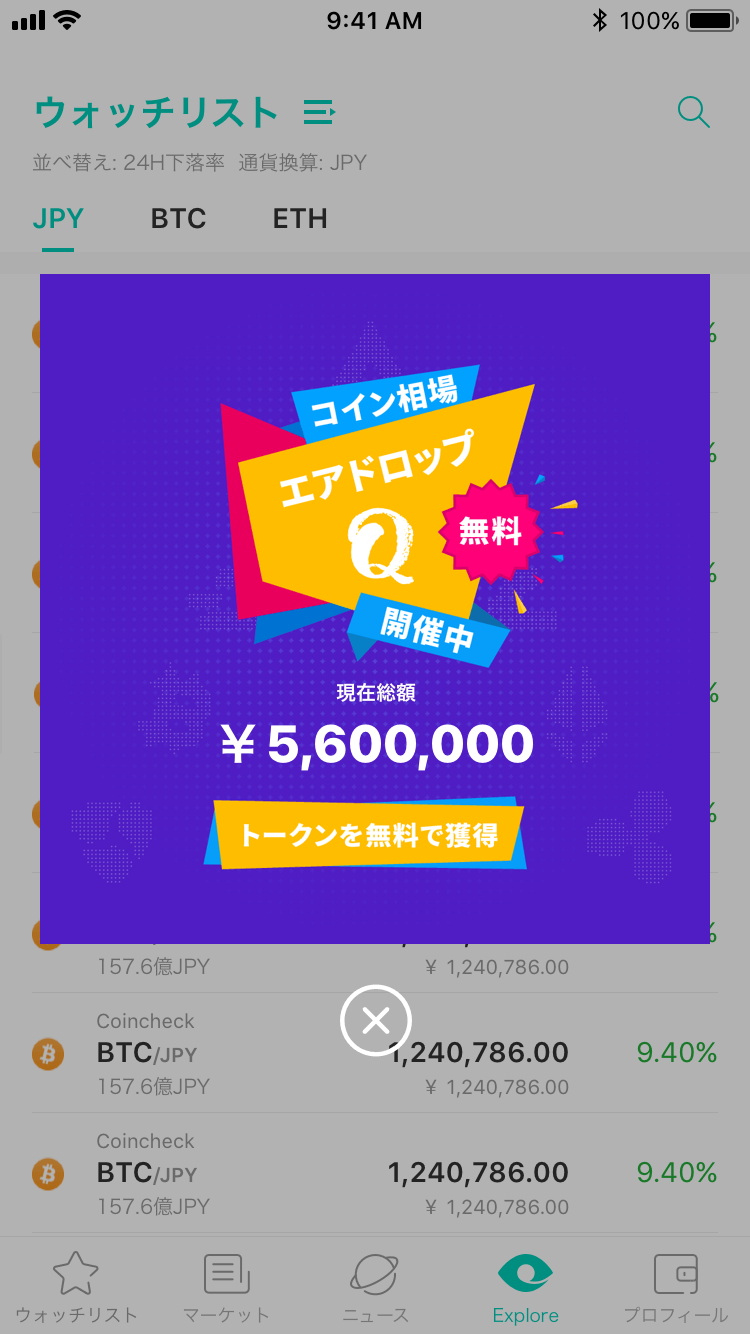 9:41 AM
100%
ウォッチリスト
並べ替え: 24H下落率 通貨換算: JPY
JPY BTC ETH
コイン相場
エアドロップ
Q
無料
開催中
現在総額
¥5,600,000
トークンを無料で獲得
157.6億JPY ¥ 1,240,786.00
Coincheck
BTC/JPY 1,240,786.00 9.40%
157.6億JPY ¥ 1,240,786.00
Coincheck
BTC/JPY 1,240,786.00 9.40%
157.6億JPY ¥ 1,240,786.00
ウォッチリスト マーケット ニュース Explore プロフィール